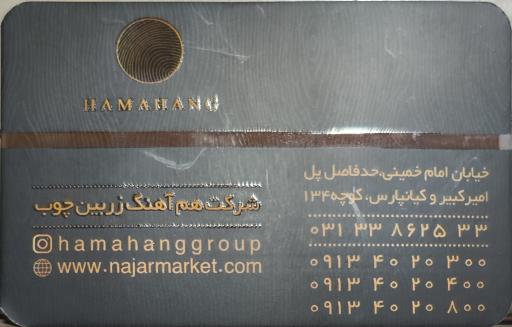 HAMAHANG
خیابان امام خمینی،حدفاصل پل
امیرکبیر و کیانپارس، کوچه ۱۳۴
شرکت هم آهنگ زربین چوب
۰۳۱ ۳۳ ۸۶۲۵ ۳۳
hamahanggroup
۰۹۱۳ ۴۰ ۲۰ ۳۰۰
www.najarmarket.com
۰۹۱۳ ۴۰ ۲۰ ۴۰۰
۰۹۱۳ ۴۰ ۲۰ ۸۰۰